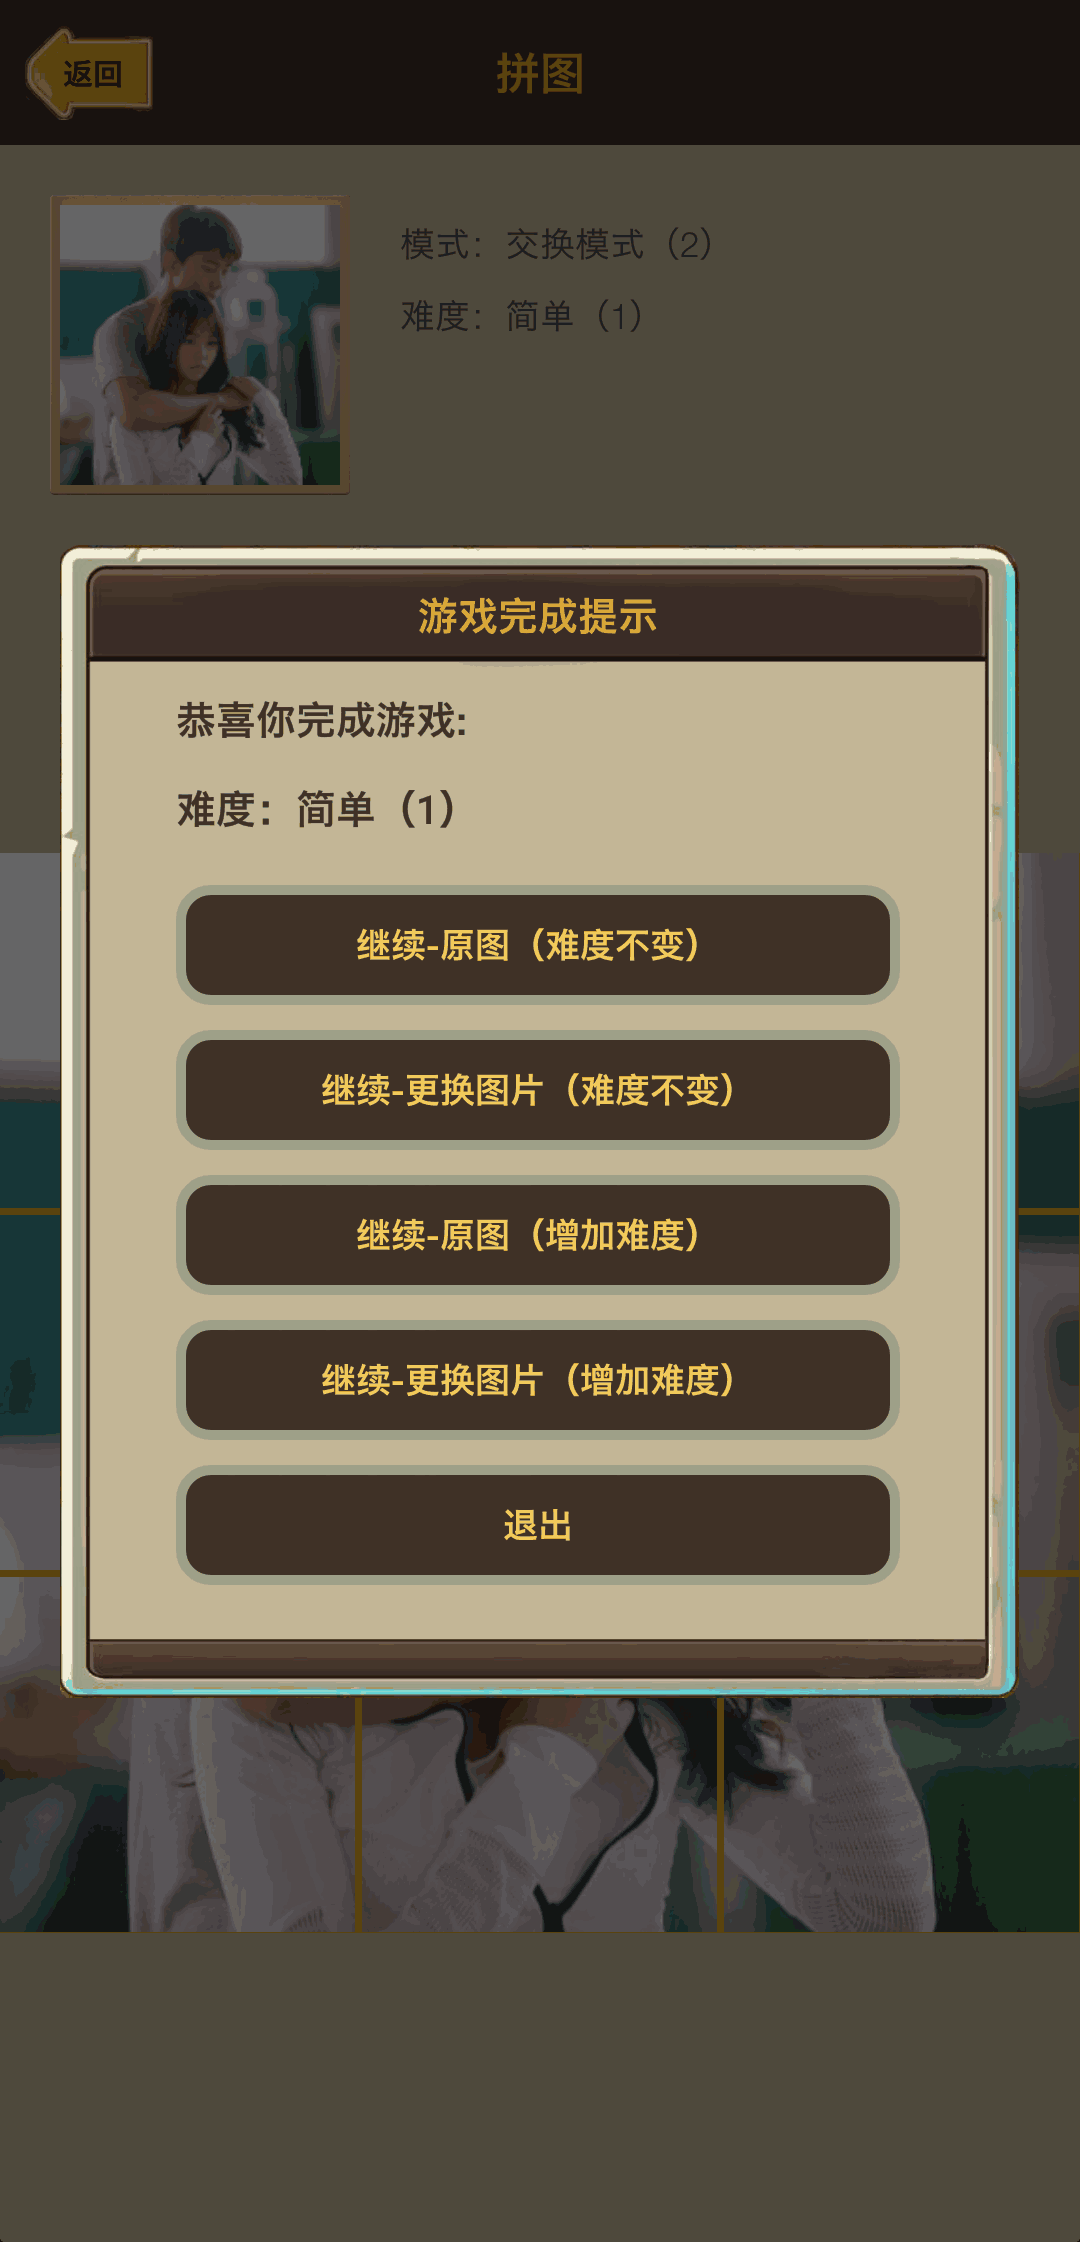 返回
拼图
模式：交换模式（2）
难度：简单（1）
游戏完成提示
恭喜你完成游戏:
难度：简单（1）
继续-原图（难度不变）
继续-更换图片（难度不变）
继续-原图（增加难度）
继续-更换图片（增加难度）
退出